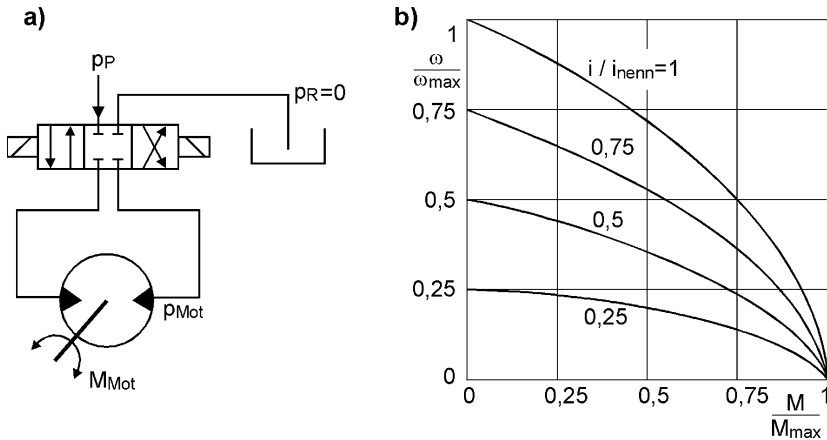 a)
pP
pR=0
pMot
MMot
b)
1
ω
ωmax
0,75
0,5
0,25
0
i / inenn=1
0,75
0,5
0,25
0
0,25
0,5
0,75
1
M
Mmax